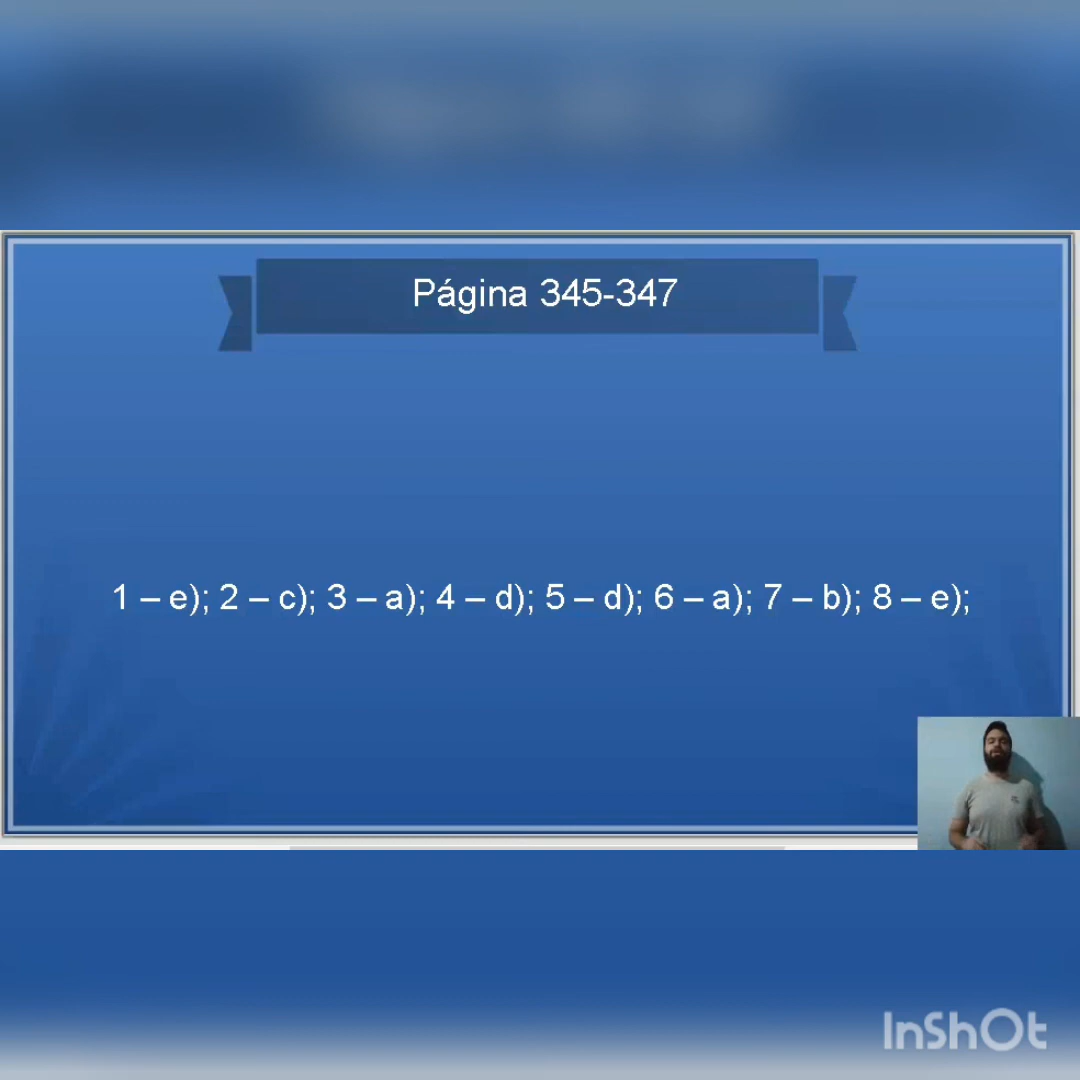 Página 345-347
1 – e); 2 – c); 3 – a); 4 – d); 5 – d); 6 – a); 7 – b); 8 – e);
InShOt